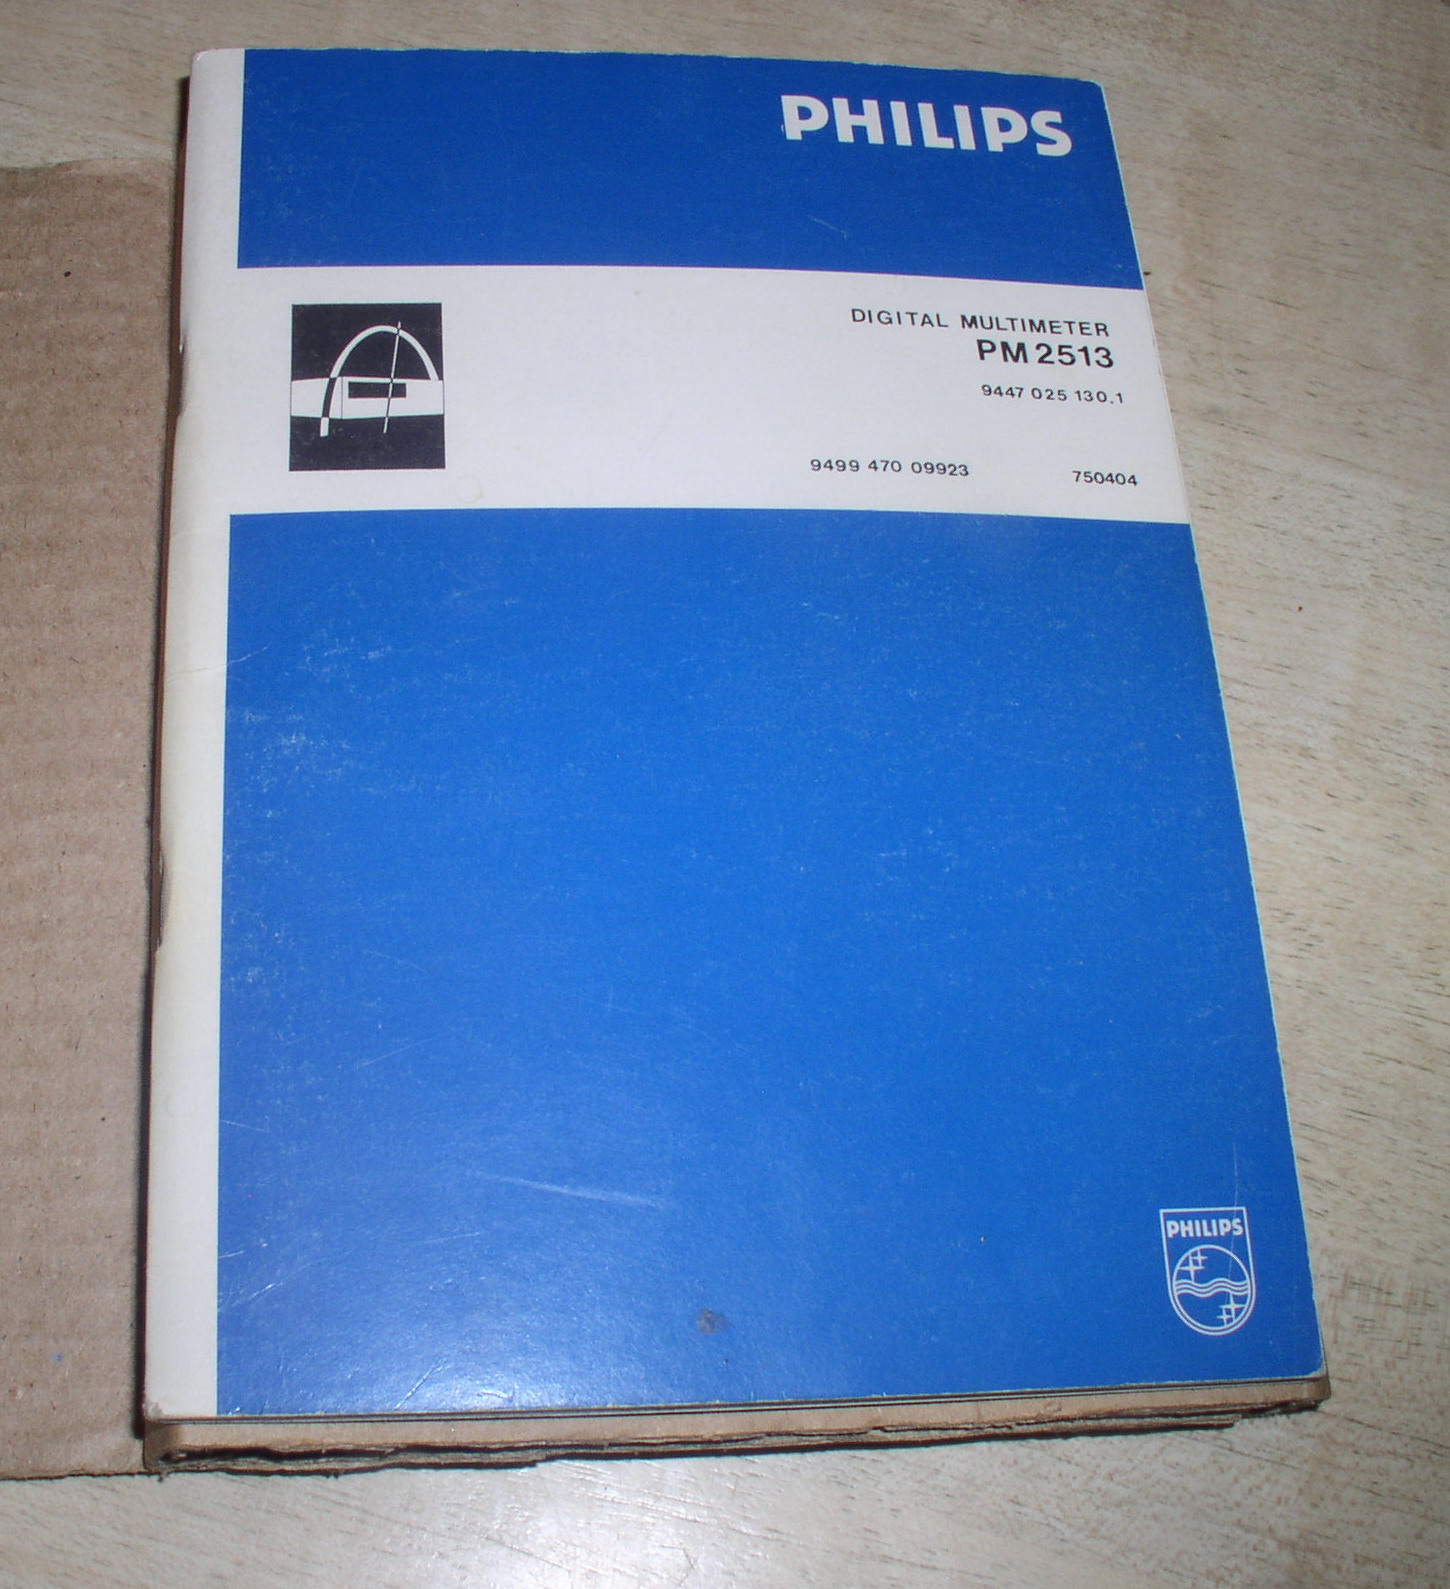 PHILIPS
DIGITAL MULTIMETER
PM 2513
9447 025 130.1
9499 470 09923 750404
PHILIPS